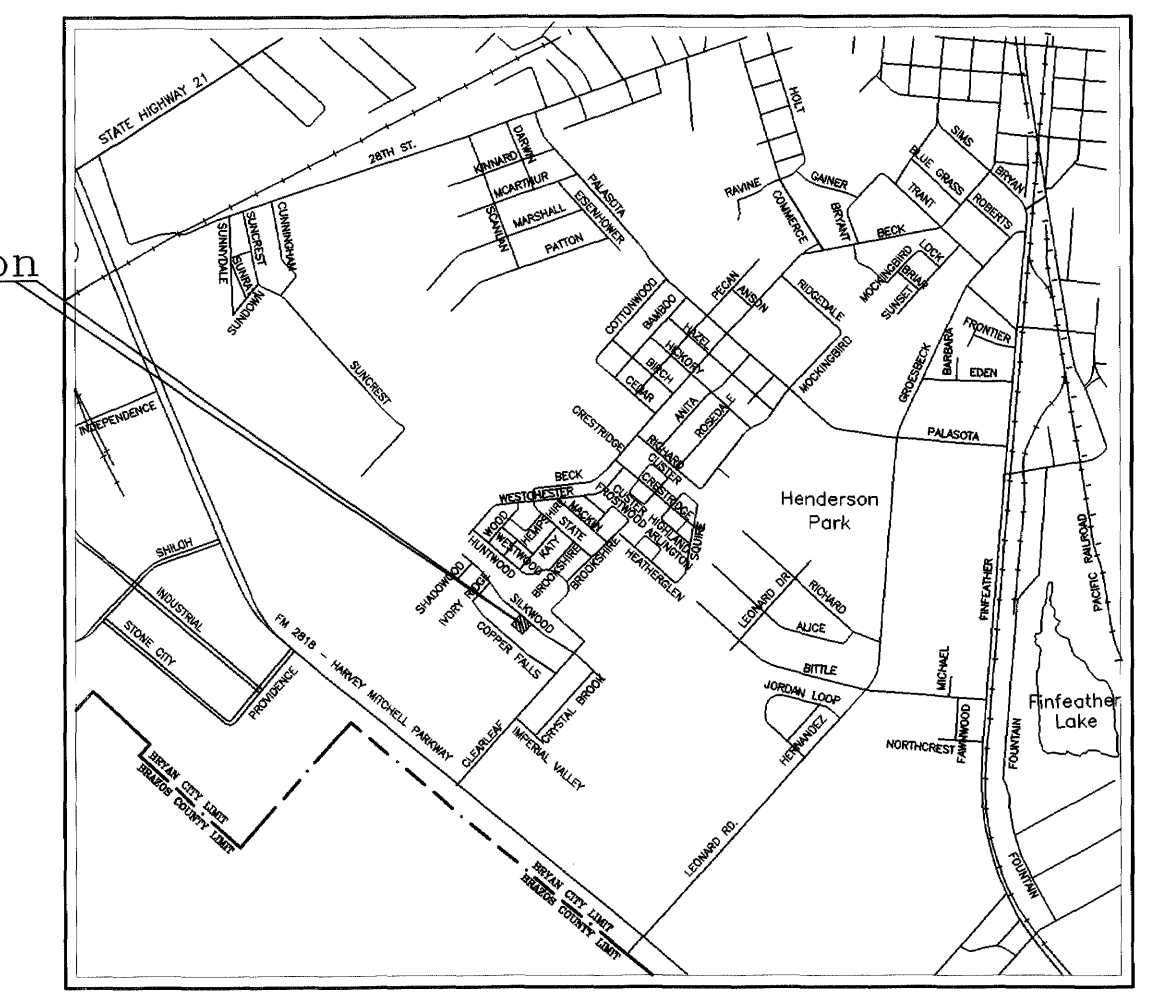 STATE HIGHWAY 21
28TH ST.
KINNARD
DARWIN
MCARTHUR
MARSHALL
PATTON
SCANLAN
EISENHOWER
PALASOTA
HOLT
RAVINE
GAINER
COMMERCE
BRYANT
BECK
SIMS
BLUE GRASS
TRANT
BRYAN
ROBERTS
LOCK
MOCKINGBIRD
BRIAR
SUNSET
on
SUNNYDALE
SUNCREST
SUNRAY
CUNNINGHAM
SUNDOWN
SUNCREST
COTTONWOOD
BAMBOO
PECAN
ANSON
RIDGEDALE
HAZEL
HICKORY
BIRCH
CEDAR
MOCKINGBIRD
FRONTIER
BARBARA
EDEN
GROESBECK
PALASOTA
INDEPENDENCE
CRESTRIDGE
ANITA
ROSEDALE
RICHARD
CUSTER
CRESTRIDGE
BECK
WESTCHESTER
MACKIN
FROSTWOOD
CUSTER
HIGHLAND
ARLINGTON
SQUIRE
WOOD
HEMPSHIRE
STATE
KATY
WESTWOOD
HUNTWOOD
BROOKSHIRE
BROOKSHIRE
HEATHERGLEN
Henderson
Park
SHILOH
INDUSTRIAL
STONE CITY
PROVIDENCE
SHADOWOOD
IVORY RIDGE
SILKWOOD
COPPER FALLS
LEONARD DR
RICHARD
ALICE
BITTLE
FINFEATHER
FOUNTAIN
PACIFIC RAILROAD
FM 2818 - HARVEY MITCHELL PARKWAY
CLEARLEAF
CRYSTAL BROOK
IMPERIAL VALLEY
JORDAN LOOP
HERNANDEZ
MICHAEL
FAWNWOOD
NORTHCREST
Finfeather
Lake
BRYAN CITY LIMIT
BRAZOS COUNTY LIMIT
LEONARD RD.
BRYAN CITY LIMIT
BRAZOS COUNTY LIMIT
FOUNTAIN